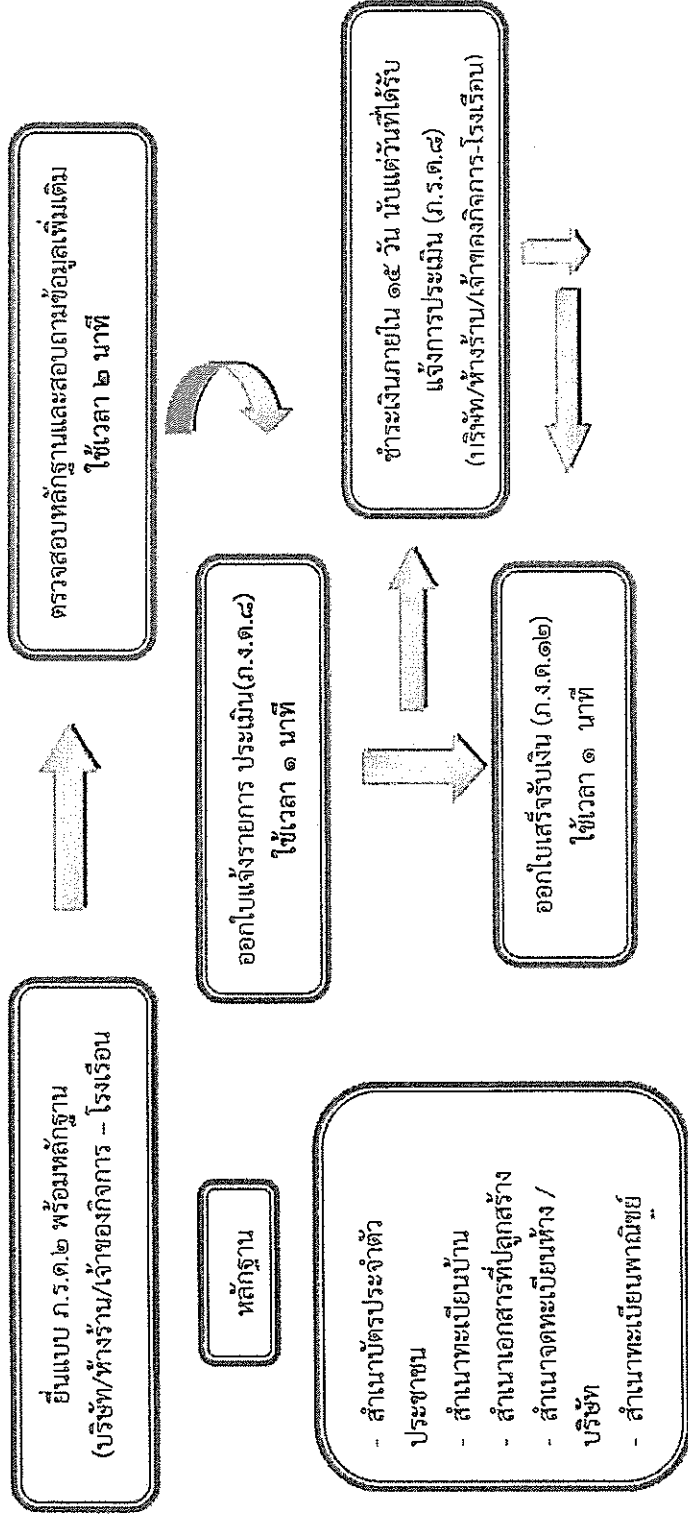 ยื่นแบบ ภ.ร.ด.๒ พร้อมหลักฐาน
(บริษัท/ห้างร้าน/เจ้าของกิจการ – โรงเรือน
ตรวจสอบหลักฐานและสอบถามข้อมูลเพิ่มเติม
ใช้เวลา ๒ นาที
ออกใบแจ้งรายการ ประเมิน(ภ.ง.ด.๘)
ใช้เวลา ๑ นาที
ชำระเงินภายใน ๑๕ วัน นับแต่วันที่ได้รับ
แจ้งการประเมิน (ภ.ร.ด.๘)
(บริษัท/ห้างร้าน/เจ้าของกิจการ-โรงเรือน)
ออกใบเสร็จรับเงิน (ภ.ง.ด.๑๒)
ใช้เวลา ๑ นาที
หลักฐาน
- สำเนาบัตรประจำตัว
ประชาชน
- สำเนาทะเบียนบ้าน
- สำเนาเอกสารที่ปลูกสร้าง
- สำเนาจดทะเบียนห้าง /
บริษัท
- สำเนาทะเบียนพาณิชย์